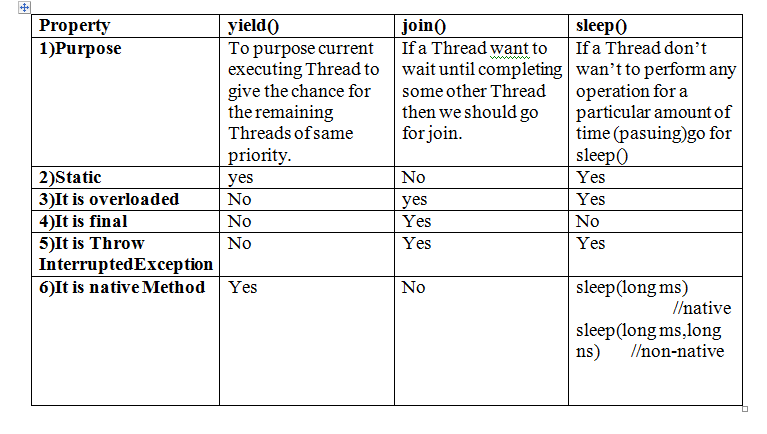 Property yield() join() sleep()
1)Purpose
To purpose current
executing Thread to
give the chance for
the remaining
Threads of same
priority.
If a Thread want to
wait until completing
some other Thread
then we should go
for join.
If a Thread don't
wan't to perform any
operation for a
particular amount of
time (pasuing)go for
sleep()
2)Static yes No Yes
3)It is overloaded No yes Yes
4)It is final No Yes No
5)It is Throw
InterruptedException
No Yes Yes
6)It is native Method Yes No
sleep(long ms)
//native
sleep(long ms,long
ns) //non-native